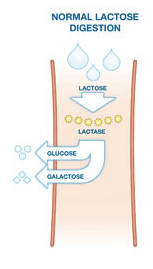 NORMAL LACTOSE
DIGESTION
LACTOSE
LACTASE
GLUCOSE
GALACTOSE